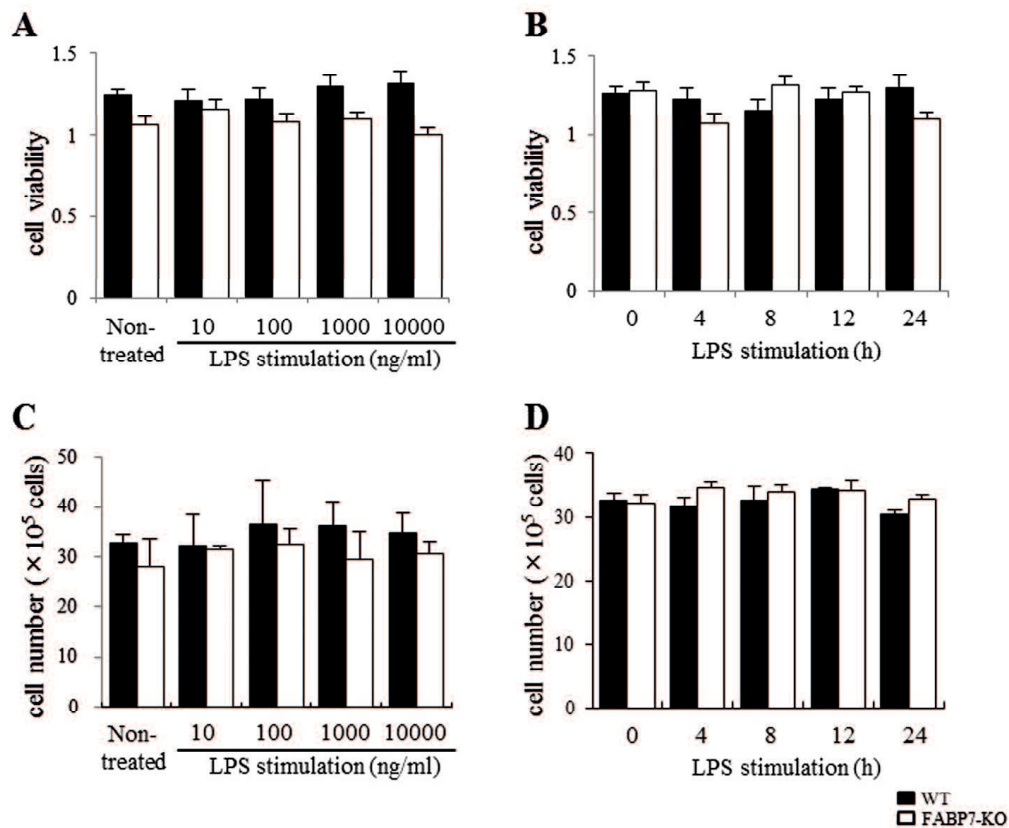 A
1.5
1
0.5
0
cell viability
Non-
treated
10 100 1000 10000
LPS stimulation (ng/ml)
B
1.5
1
0.5
0
cell viability
0 4 8 12 24
LPS stimulation (h)
C
50
40
30
20
10
0
cell number ( × 10⁵ cells)
Non-
treated
10 100 1000 10000
LPS stimulation (ng/ml)
D
40
30
20
10
0
cell number ( × 10⁵ cells)
0 4 8 12 24
LPS stimulation (h)
WT
FABP7-KO